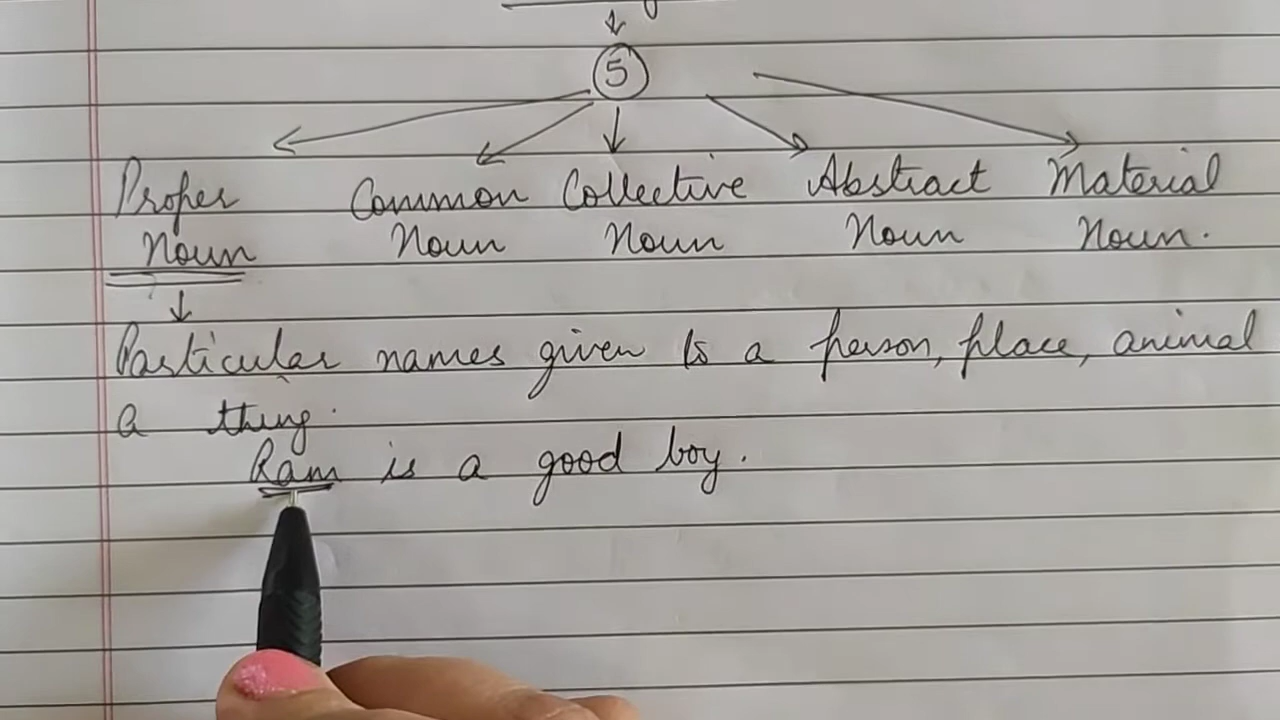 5
Proper Common Collective Abstract Material
Noun Noun Noun Noun Noun.
Particular names given to a person, place, animal
a thing.
Ram is a good boy.